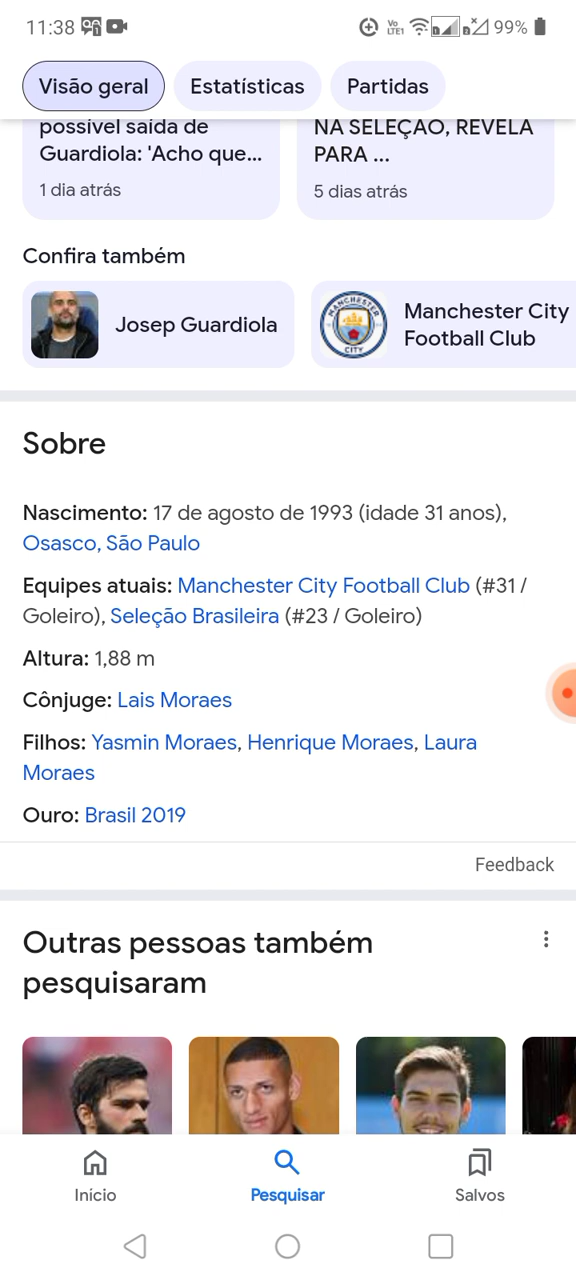 11:38
Vo
LTE1
99%
Visão geral
Estatísticas
Partidas
possível saída de
Guardiola: 'Acho que...
1 dia atrás
NA SELEÇÃO, REVELA
PARA ...
5 dias atrás
Confira também
Josep Guardiola
MANCHESTER
CITY
Manchester City
Football Club
Sobre
Nascimento: 17 de agosto de 1993 (idade 31 anos),
Osasco, São Paulo
Equipes atuais: Manchester City Football Club (#31 /
Goleiro), Seleção Brasileira (#23 / Goleiro)
Altura: 1,88 m
Cônjuge: Lais Moraes
Filhos: Yasmin Moraes, Henrique Moraes, Laura
Moraes
Ouro: Brasil 2019
Feedback
Outras pessoas também
pesquisaram
Início
Pesquisar
Salvos